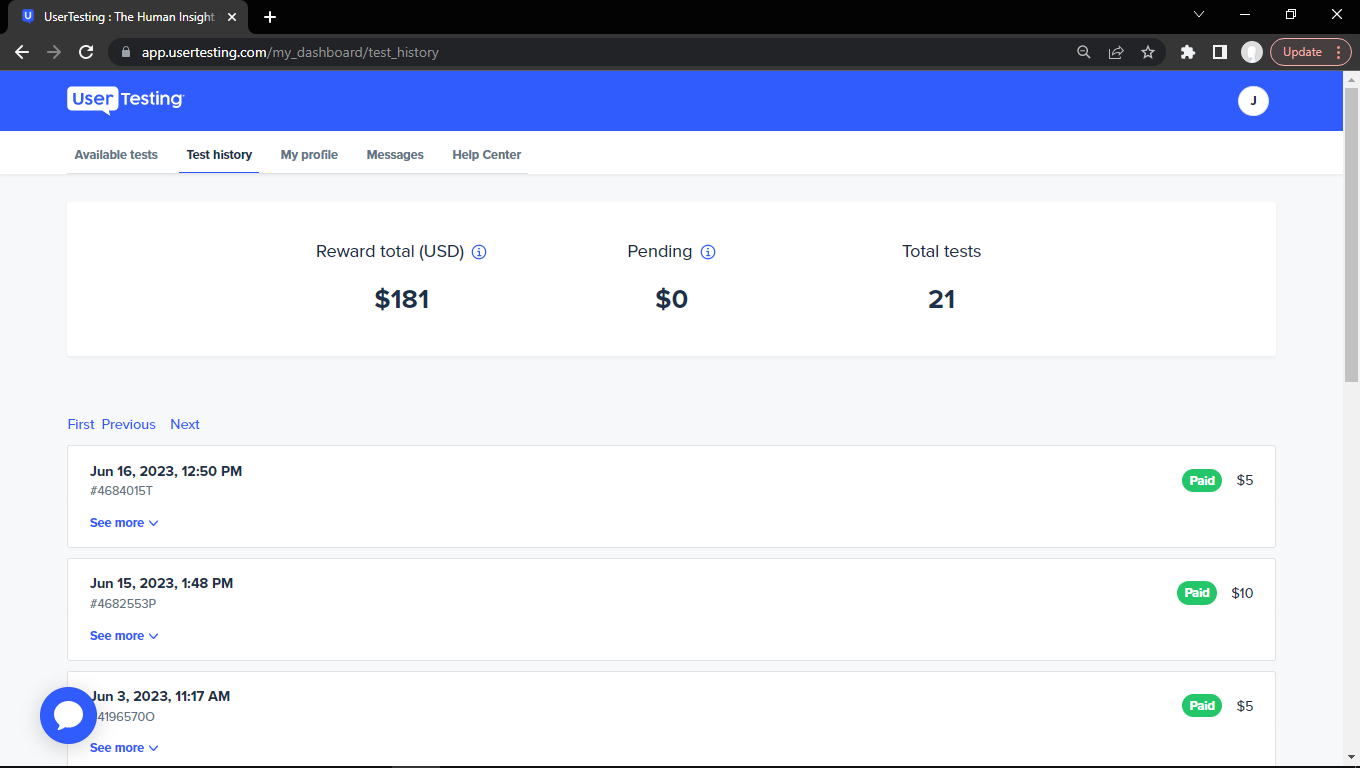 UserTesting : The Human Insight
app.usertesting.com/my_dashboard/test_history
Update
UserTesting
J
Available tests Test history My profile Messages Help Center
Reward total (USD) Pending Total tests
$181 $0 21
First Previous Next
Jun 16, 2023, 12:50 PM
#4684015T
Paid $5
See more
Jun 15, 2023, 1:48 PM
#4682553P
Paid $10
See more
Jun 3, 2023, 11:17 AM
4196570O
Paid $5
See more